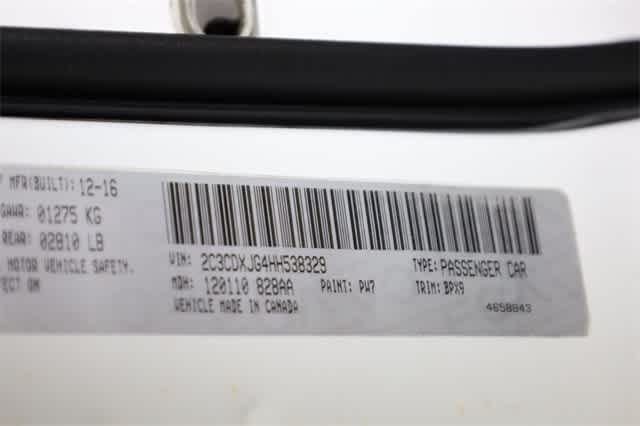 MFR(BUILT): 12-16
GAWR: 01275 KG
REAR: 02810 LB
MOTOR VEHICLE SAFETY.
ON
VIN: 2C3CDXJG4HH538329 TYPE: PASSENGER CAR
MDH: 120110 828AA PAINT: PW7 TRIM: BPX9
VEHICLE MADE IN CANADA 4658843